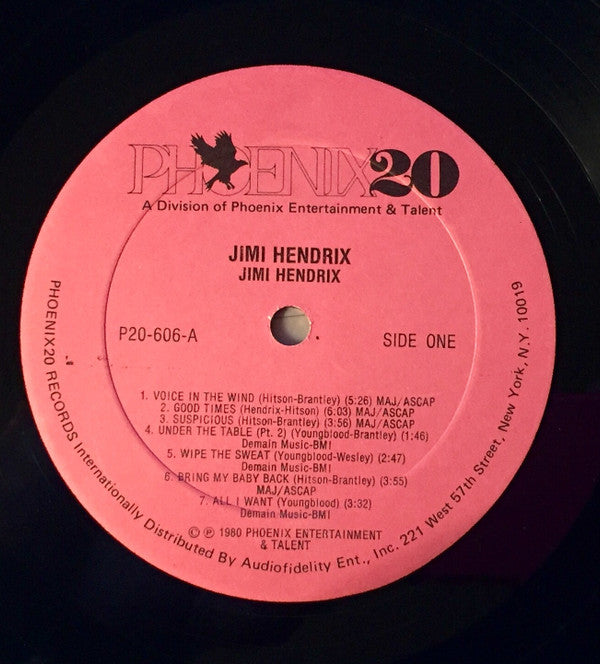 PHOENIX20
A Division of Phoenix Entertainment & Talent
JIMI HENDRIX
JIMI HENDRIX
P20-606-A
SIDE ONE
1. VOICE IN THE WIND (Hitson-Brantley) (5:26) MAJ/ASCAP
2. GOOD TIMES (Hendrix-Hitson) (6:03) MAJ/ASCAP
3. SUSPICIOUS (Hitson-Brantley) (3:56) MAJ/ASCAP
4. UNDER THE TABLE (Pt. 2) (Youngblood-Brantley) (1:46)
Demain Music-BMI
5. WIPE THE SWEAT (Youngblood-Wesley) (2:47)
Demain Music-BMI
6. BRING MY BABY BACK (Hitson-Brantley) (3:55)
MAJ/ASCAP
7. ALL I WANT (Youngblood) (3:32)
Demain Music-BMI
© ℗ 1980 PHOENIX ENTERTAINMENT
& TALENT
PHOENIX20 RECORDS Internationally Distributed By Audiofidelity Ent., Inc. 221 West 57th Street, New York, N.Y. 10019